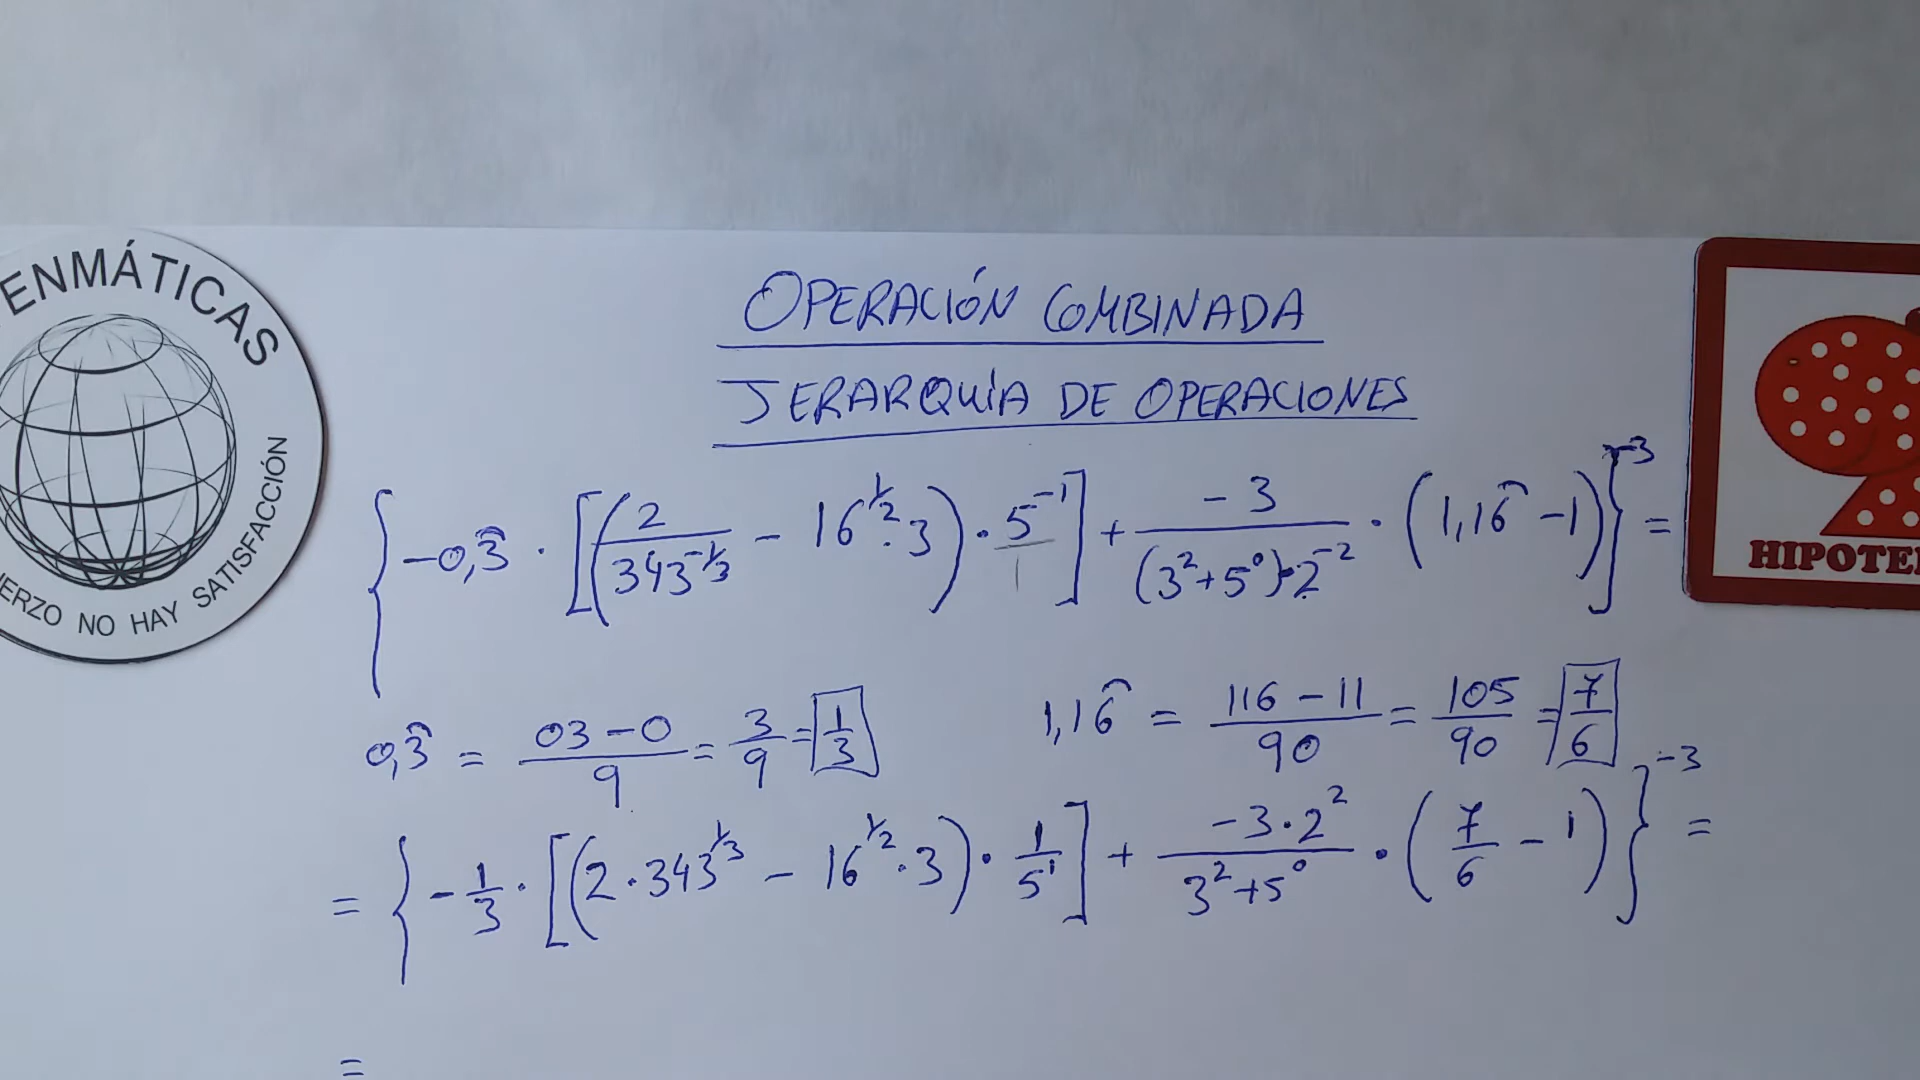 ENMÁTICAS
UERZO NO HAY SATISFACCIÓN
OPERACIÓN COMBINADA
JERARQUÍA DE OPERACIONES
HIPOTE
{-0,3̂ · [(2/343^(-1/3) - 16^(1/2) · 3) · 5^(-1)/1] + -3/((3²+5⁰)·2^(-2)) · (1,16̂ - 1)}^(-3) =
0,3̂ = (03-0)/9 = 3/9 = 1/3
1,16̂ = (116-11)/90 = 105/90 = 7/6
= {-1/3 · [(2·343^(1/3) - 16^(1/2)·3) · 1/5¹] + (-3·2²)/(3²+5⁰) · (7/6 - 1)}^(-3) =
=